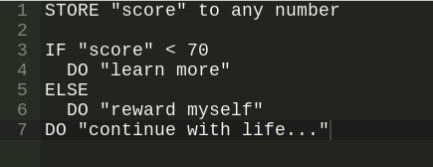 1 STORE "score" to any number
2
3 IF "score" < 70
4   DO "learn more"
5 ELSE
6   DO "reward myself"
7 DO "continue with life..."